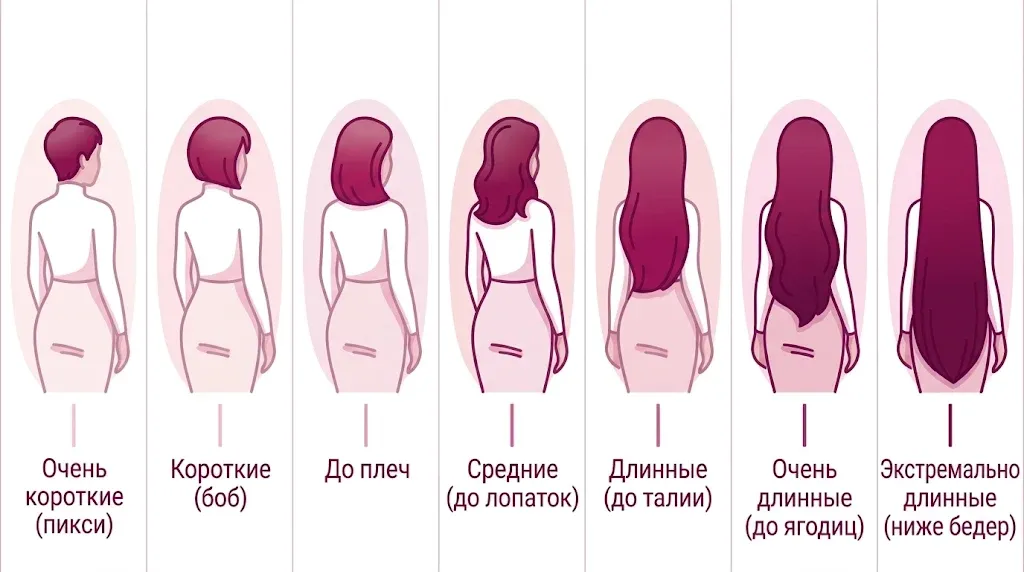 Очень
короткие
(пикси)
Короткие
(боб)
До плеч
Средние
(до лопаток)
Длинные
(до талии)
Очень
длинные
(до ягодиц)
Экстремально
длинные
(ниже бедер)